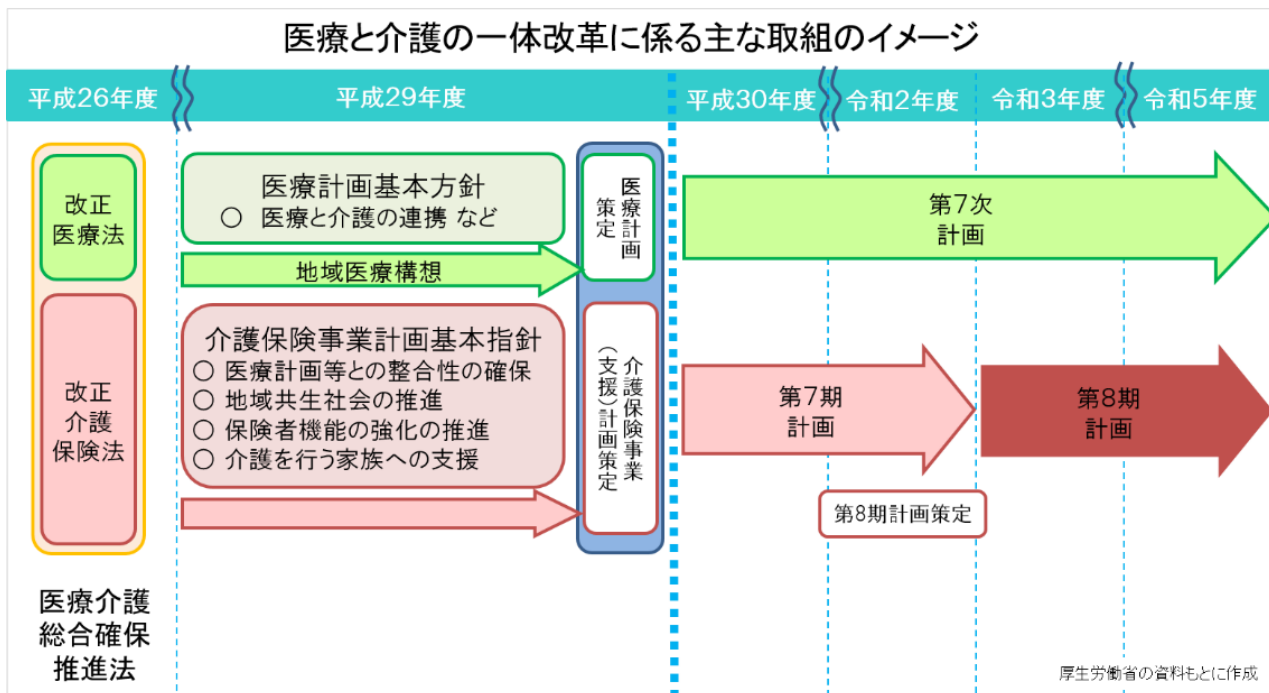 医療と介護の一体改革に係る主な取組のイメージ
平成26年度
平成29年度
平成30年度
令和2年度
令和3年度
令和5年度
改正
医療法
医療計画基本方針
○ 医療と介護の連携 など
地域医療構想
医療計画
策定
第7次
計画
改正
介護
保険法
介護保険事業計画基本指針
○ 医療計画等との整合性の確保
○ 地域共生社会の推進
○ 保険者機能の強化の推進
○ 介護を行う家族への支援
介護保険事業
(支援)計画策定
第7期
計画
第8期
計画
第8期計画策定
医療介護
総合確保
推進法
厚生労働省の資料もとに作成